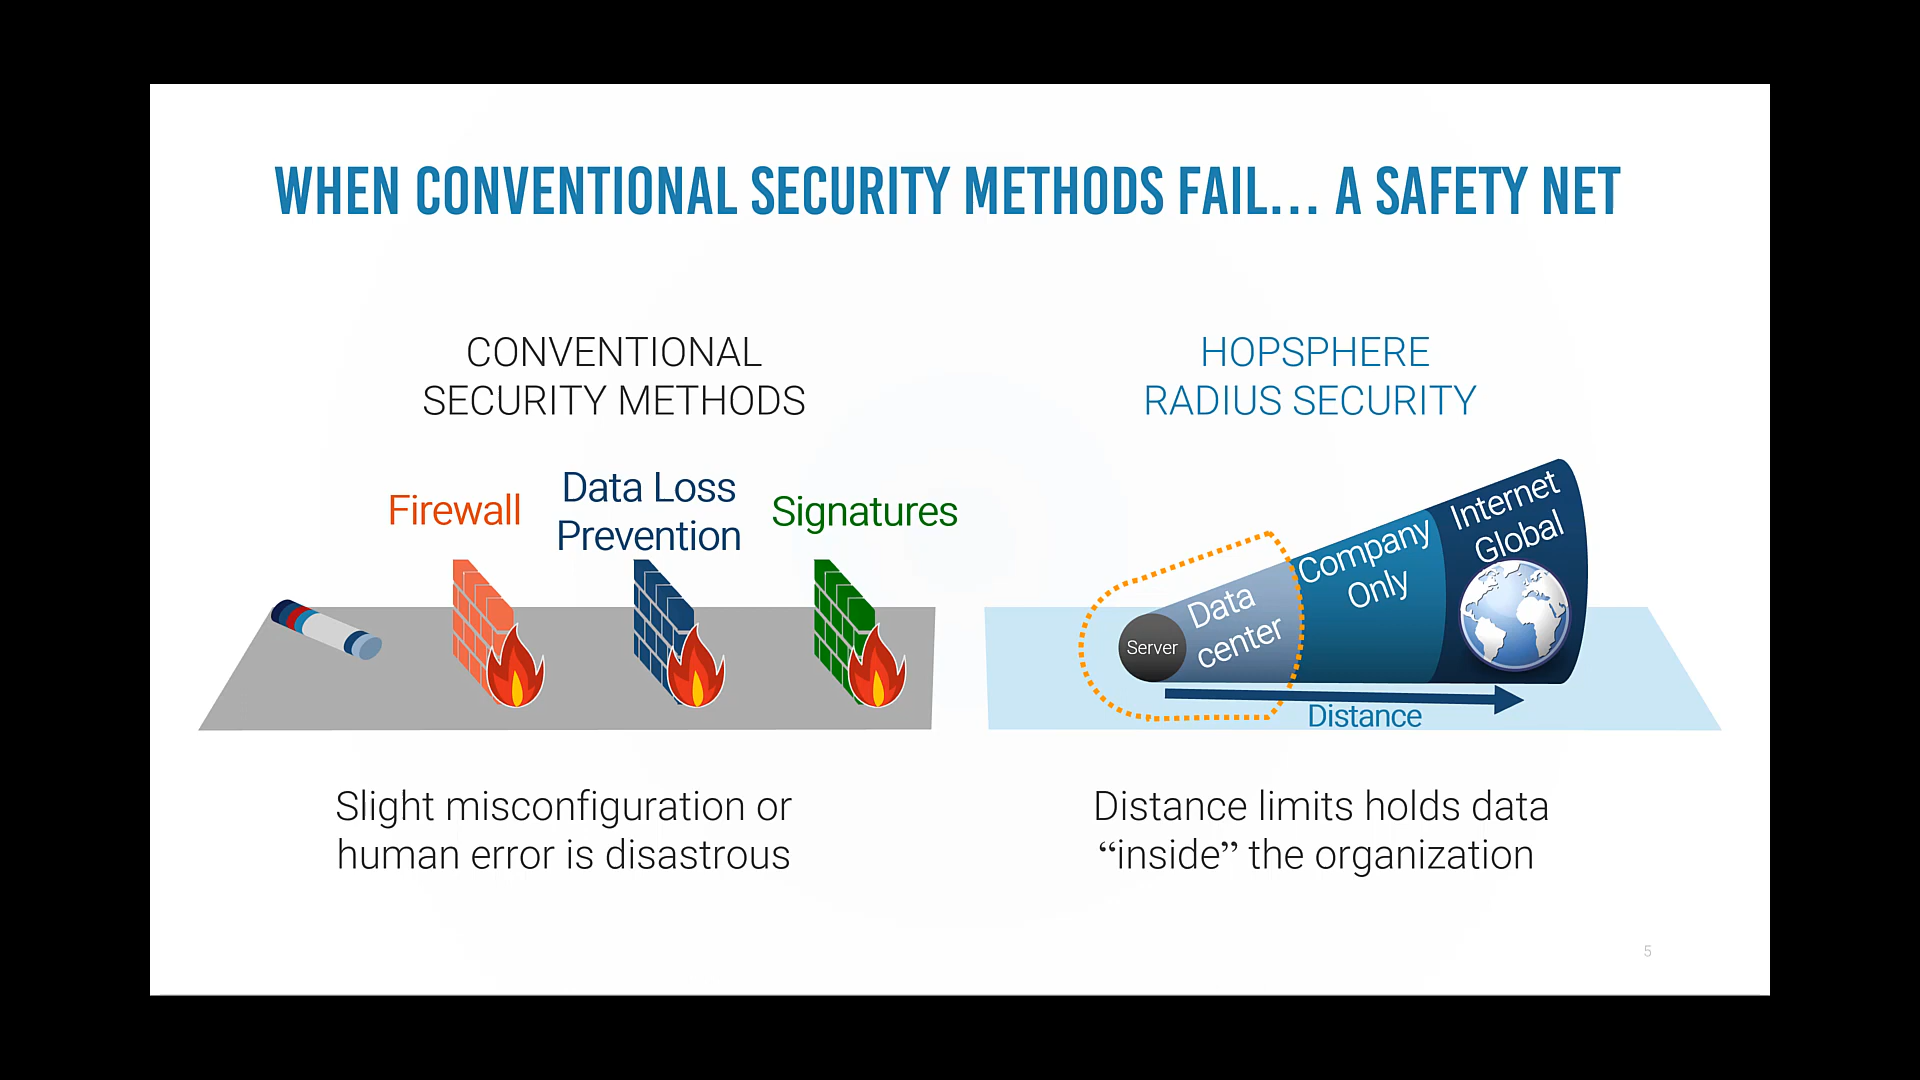 WHEN CONVENTIONAL SECURITY METHODS FAIL... A SAFETY NET
CONVENTIONAL
SECURITY METHODS
Firewall
Data Loss
Prevention
Signatures
Slight misconfiguration or
human error is disastrous
HOPSPHERE
RADIUS SECURITY
Server
Data
center
Company
Only
Internet
Global
Distance
Distance limits holds data
“inside” the organization
5